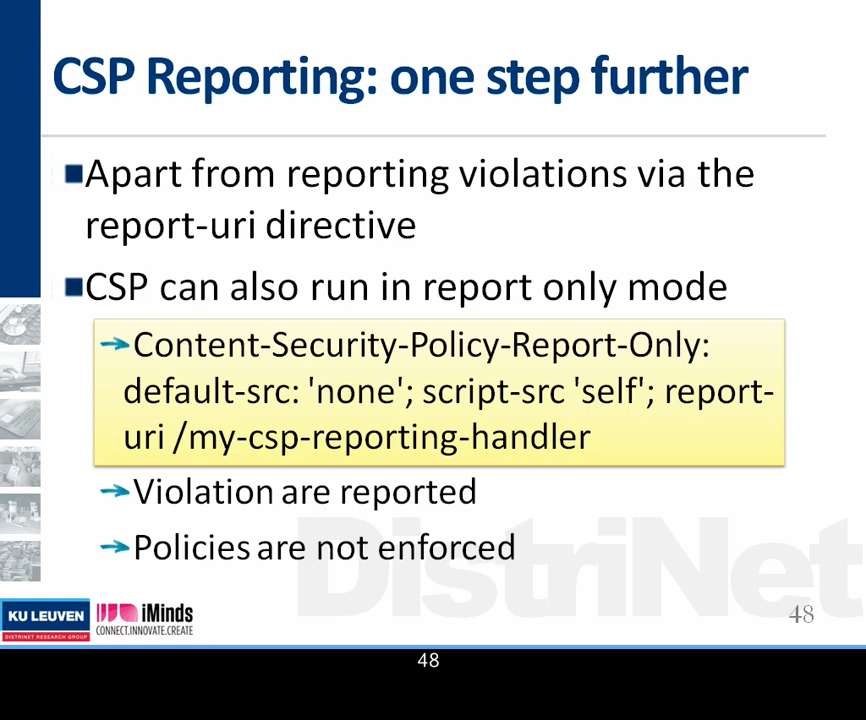 CSP Reporting: one step further
Apart from reporting violations via the
report-uri directive
CSP can also run in report only mode
Content-Security-Policy-Report-Only:
default-src: 'none'; script-src 'self'; report-
uri /my-csp-reporting-handler
Violation are reported
Policies are not enforced
DistriNet
KU LEUVEN
DISTRINET RESEARCH GROUP
iMinds
CONNECT.INNOVATE.CREATE
48
48